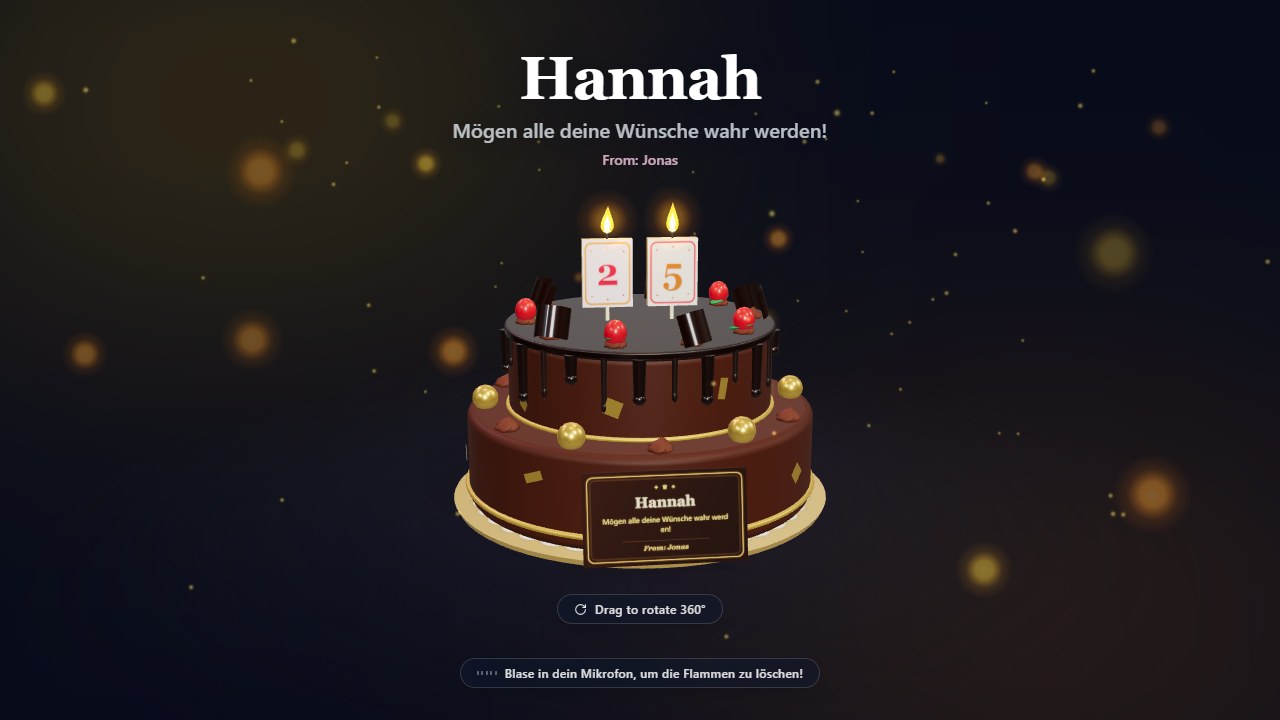 Hannah
Mögen alle deine Wünsche wahr werden!
From: Jonas
2 5
Hannah
Mögen alle deine Wünsche wahr werd
en!
From: Jonas
Drag to rotate 360°
Blase in dein Mikrofon, um die Flammen zu löschen!